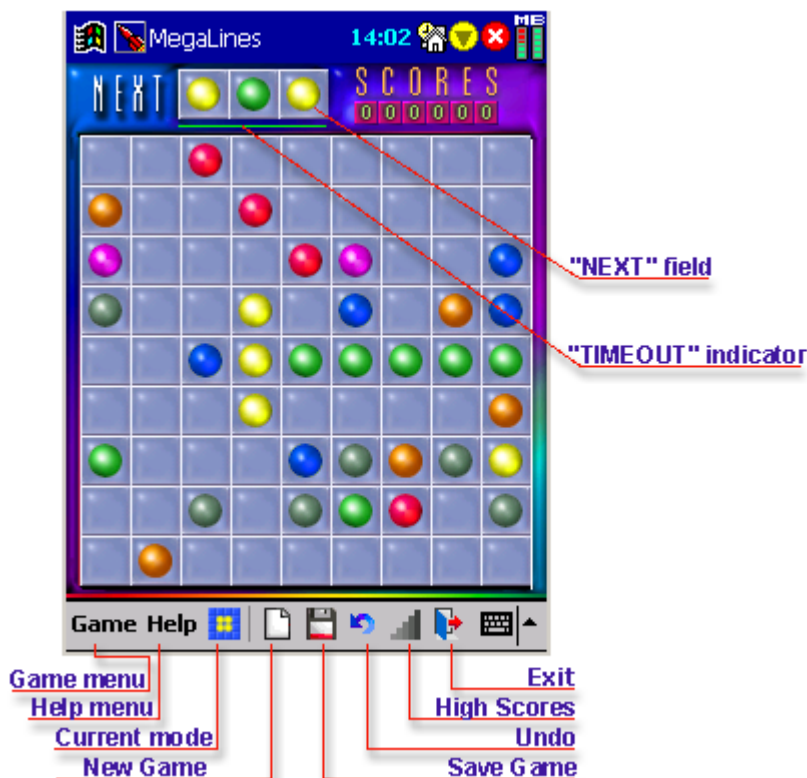 MegaLines 14:02 MB
NEXT SCORES
000000
"NEXT" field
"TIMEOUT" indicator
Game Help
Game menu Exit
Help menu High Scores
Current mode Undo
New Game Save Game